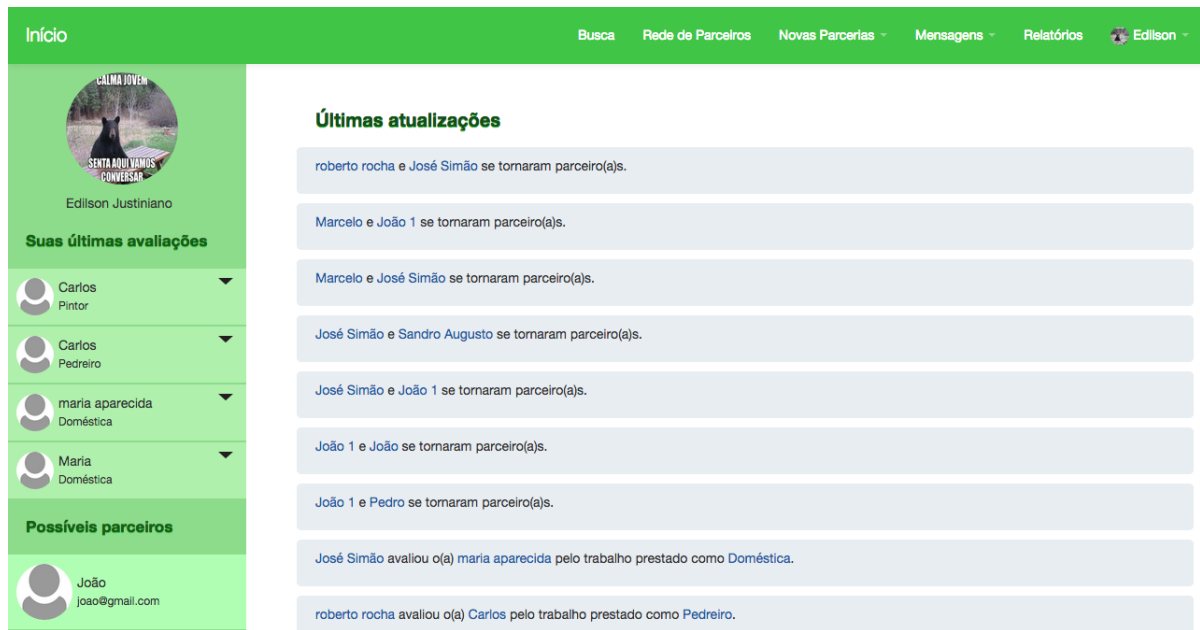 Início
Busca
Rede de Parceiros
Novas Parcerias
Mensagens
Relatórios
Edilson
CALMA JOVEM
SENTA AQUI VAMOS
CONVERSAR
Edilson Justiniano
Suas últimas avaliações
Carlos
Pintor
Carlos
Pedreiro
maria aparecida
Doméstica
Maria
Doméstica
Possíveis parceiros
João
joao@gmail.com
Últimas atualizações
roberto rocha e José Simão se tornaram parceiro(a)s.
Marcelo e João 1 se tornaram parceiro(a)s.
Marcelo e José Simão se tornaram parceiro(a)s.
José Simão e Sandro Augusto se tornaram parceiro(a)s.
José Simão e João 1 se tornaram parceiro(a)s.
João 1 e João se tornaram parceiro(a)s.
João 1 e Pedro se tornaram parceiro(a)s.
José Simão avaliou o(a) maria aparecida pelo trabalho prestado como Doméstica.
roberto rocha avaliou o(a) Carlos pelo trabalho prestado como Pedreiro.